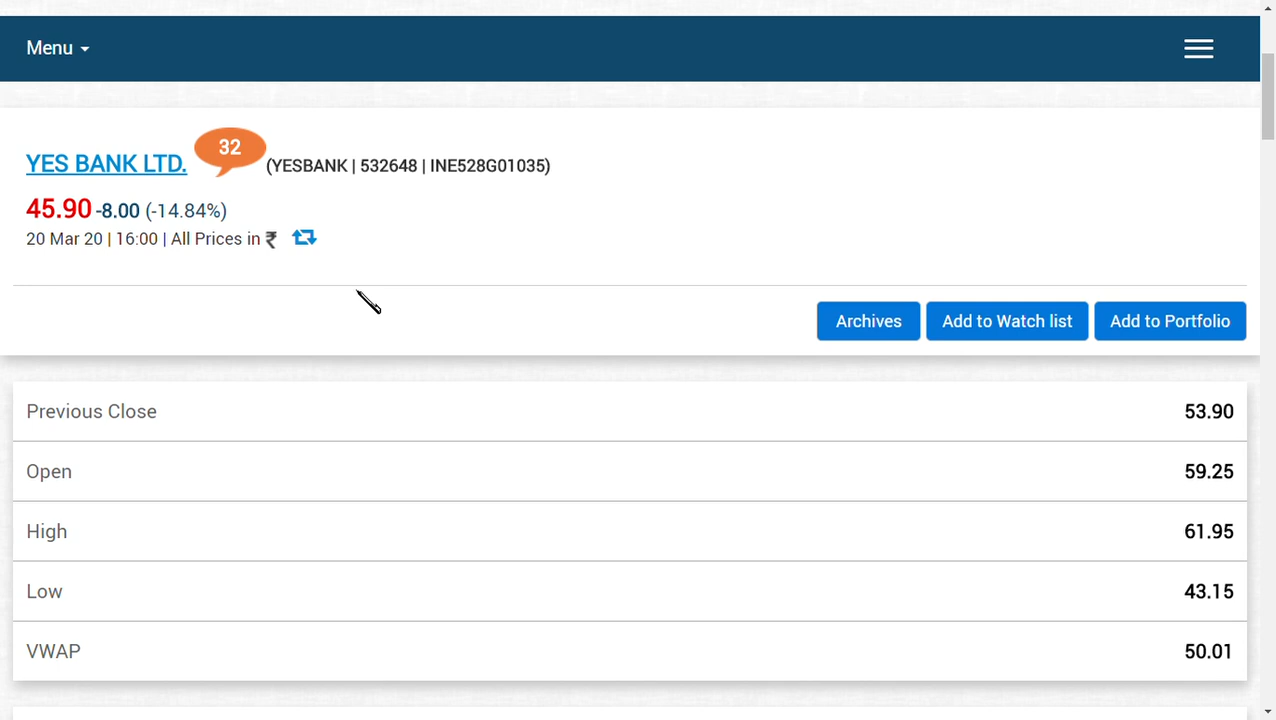 Menu
YES BANK LTD. 32 (YESBANK | 532648 | INE528G01035)
45.90 -8.00 (-14.84%)
20 Mar 20 | 16:00 | All Prices in ₹
Archives Add to Watch list Add to Portfolio
Previous Close 53.90
Open 59.25
High 61.95
Low 43.15
VWAP 50.01